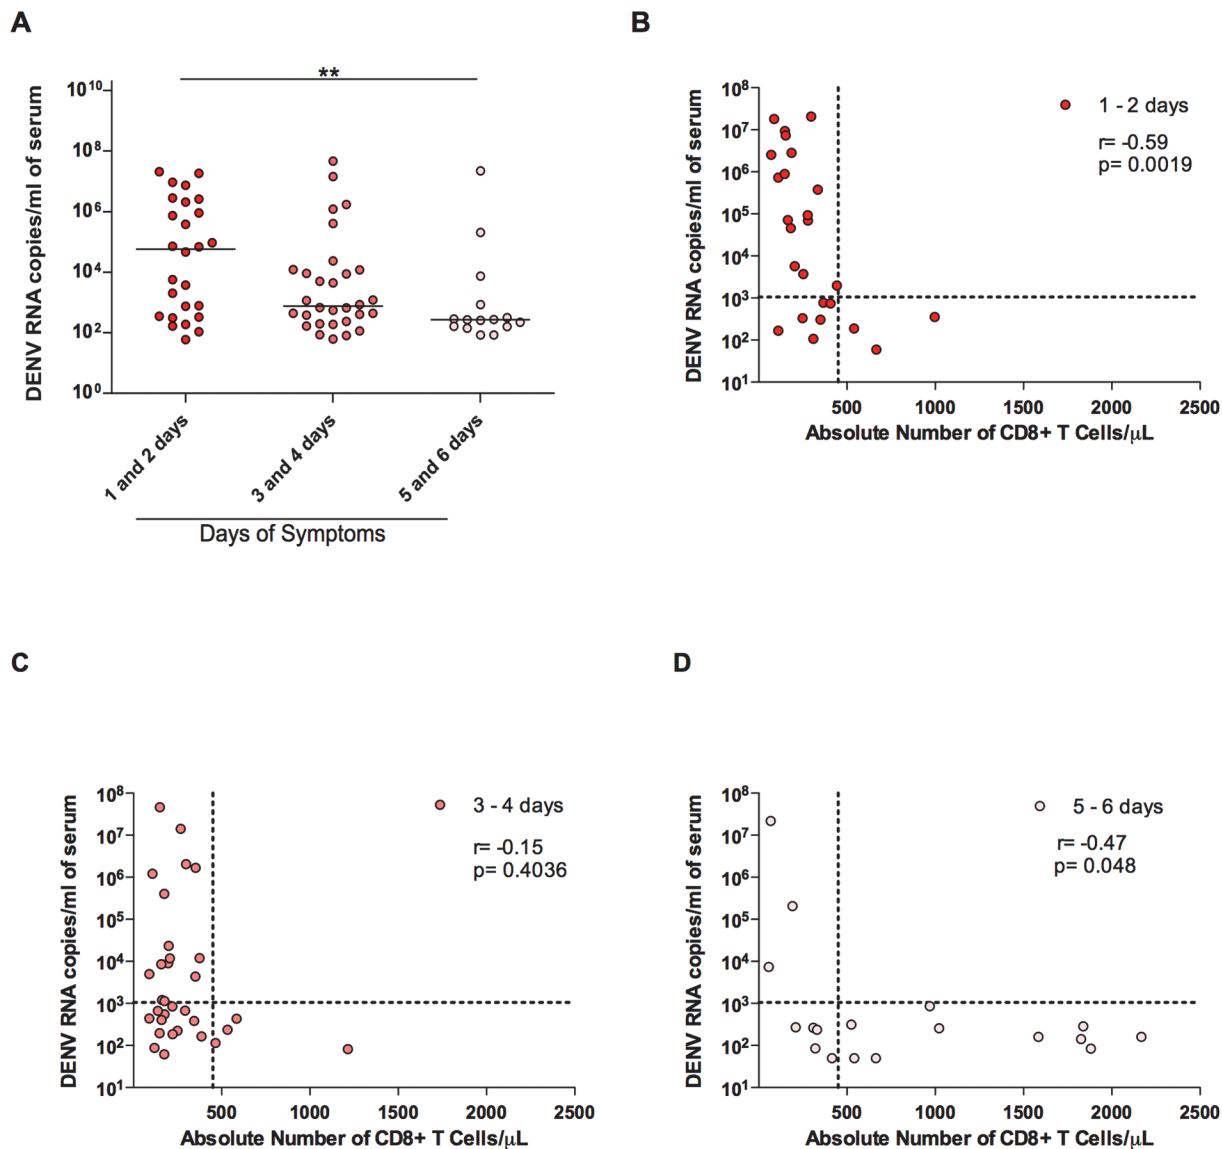 A
**
DENV RNA copies/ml of serum
10^10
10^8
10^6
10^4
10^2
10^0
1 and 2 days
3 and 4 days
5 and 6 days
Days of Symptoms
B
DENV RNA copies/ml of serum
10^8
10^7
10^6
10^5
10^4
10^3
10^2
10^1
1 - 2 days
r= -0.59
p= 0.0019
500 1000 1500 2000 2500
Absolute Number of CD8+ T Cells/µL
C
DENV RNA copies/ml of serum
10^8
10^7
10^6
10^5
10^4
10^3
10^2
10^1
3 - 4 days
r= -0.15
p= 0.4036
500 1000 1500 2000 2500
Absolute Number of CD8+ T Cells/µL
D
DENV RNA copies/ml of serum
10^8
10^7
10^6
10^5
10^4
10^3
10^2
10^1
5 - 6 days
r= -0.47
p= 0.048
500 1000 1500 2000 2500
Absolute Number of CD8+ T Cells/µL